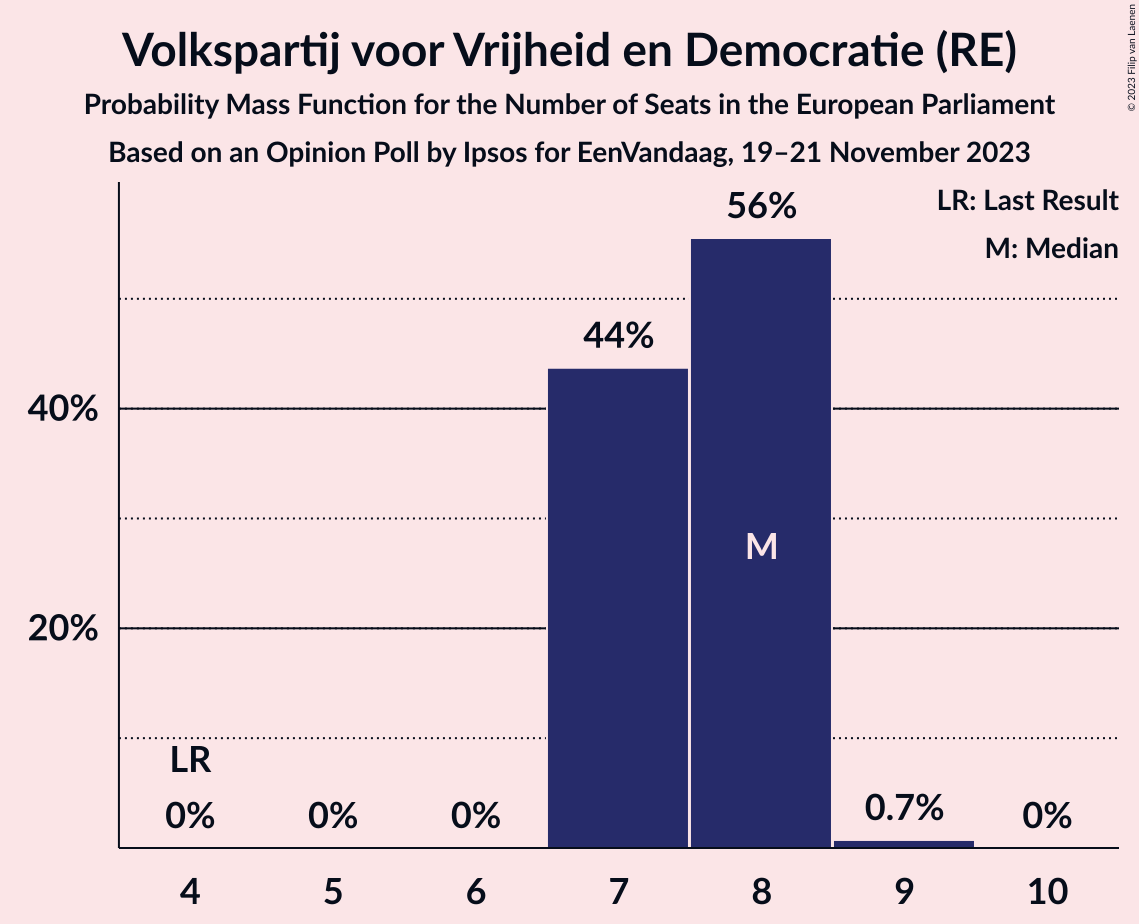 Volkspartij voor Vrijheid en Democratie (RE)
Probability Mass Function for the Number of Seats in the European Parliament
Based on an Opinion Poll by Ipsos for EenVandaag, 19–21 November 2023
© 2023 Filip van Laenen
LR: Last Result
M: Median
56%
44%
40%
M
20%
LR
0%
0%
0%
0.7%
0%
4
5
6
7
8
9
10